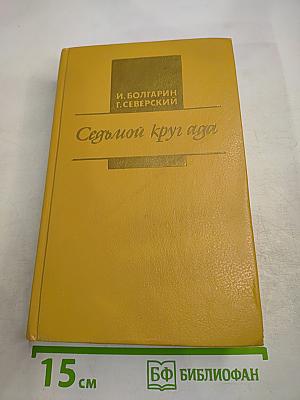 И. БОЛГАРИН
Г. СЕВЕРСКИЙ
Седьмой круг ада
15 см
БФ БИБЛИОФАН